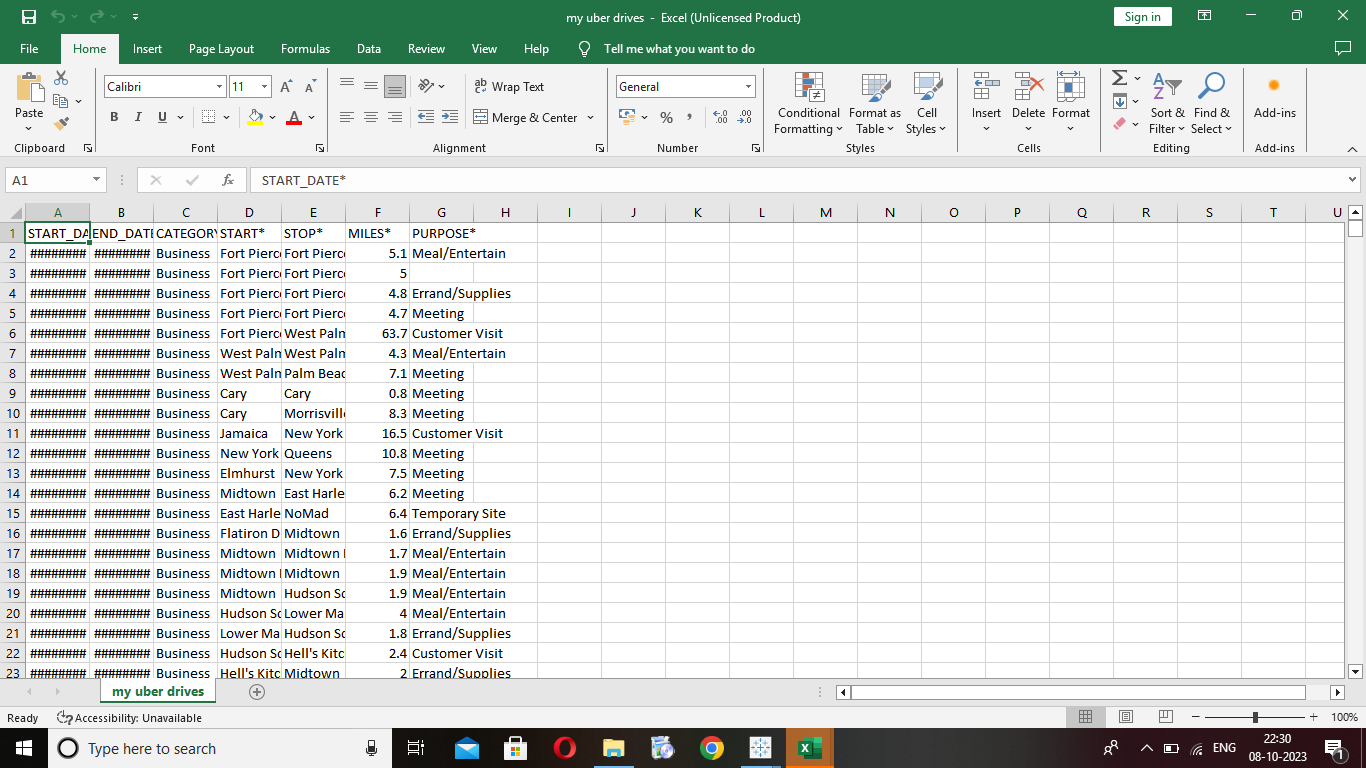 my uber drives - Excel (Unlicensed Product)
Sign in
File Home Insert Page Layout Formulas Data Review View Help Tell me what you want to do
Paste
Calibri 11
B I U A A A
ab Wrap Text
Merge & Center
General
% ,
Conditional Formatting
Format as Table
Cell Styles
Insert Delete Format
Sort & Filter
Find & Select
Add-ins
Clipboard Font Alignment Number Styles Cells Editing Add-ins
A1 fx START_DATE*
A B C D E F G H I J K L M N O P Q R S T U
1 START_DA END_DATE CATEGORY START* STOP* MILES* PURPOSE*
2 ######## ######## Business Fort Pierc Fort Pierc 5.1 Meal/Entertain
3 ######## ######## Business Fort Pierc Fort Pierc 5
4 ######## ######## Business Fort Pierc Fort Pierc 4.8 Errand/Supplies
5 ######## ######## Business Fort Pierc Fort Pierc 4.7 Meeting
6 ######## ######## Business Fort Pierc West Palm 63.7 Customer Visit
7 ######## ######## Business West Palm West Palm 4.3 Meal/Entertain
8 ######## ######## Business West Palm Palm Beac 7.1 Meeting
9 ######## ######## Business Cary Cary 0.8 Meeting
10 ######## ######## Business Cary Morrisville 8.3 Meeting
11 ######## ######## Business Jamaica New York 16.5 Customer Visit
12 ######## ######## Business New York Queens 10.8 Meeting
13 ######## ######## Business Elmhurst New York 7.5 Meeting
14 ######## ######## Business Midtown East Harle 6.2 Meeting
15 ######## ######## Business East Harle NoMad 6.4 Temporary Site
16 ######## ######## Business Flatiron D Midtown 1.6 Errand/Supplies
17 ######## ######## Business Midtown Midtown 1.7 Meal/Entertain
18 ######## ######## Business Midtown Midtown 1.9 Meal/Entertain
19 ######## ######## Business Midtown Hudson Sc 1.9 Meal/Entertain
20 ######## ######## Business Hudson Sc Lower Ma 4 Meal/Entertain
21 ######## ######## Business Lower Ma Hudson Sc 1.8 Errand/Supplies
22 ######## ######## Business Hudson Sc Hell's Kitc 2.4 Customer Visit
23 ######## ######## Business Hell's Kitc Midtown 2 Errand/Supplies
my uber drives
Ready Accessibility: Unavailable 100%
Type here to search
ENG
22:30
08-10-2023
1